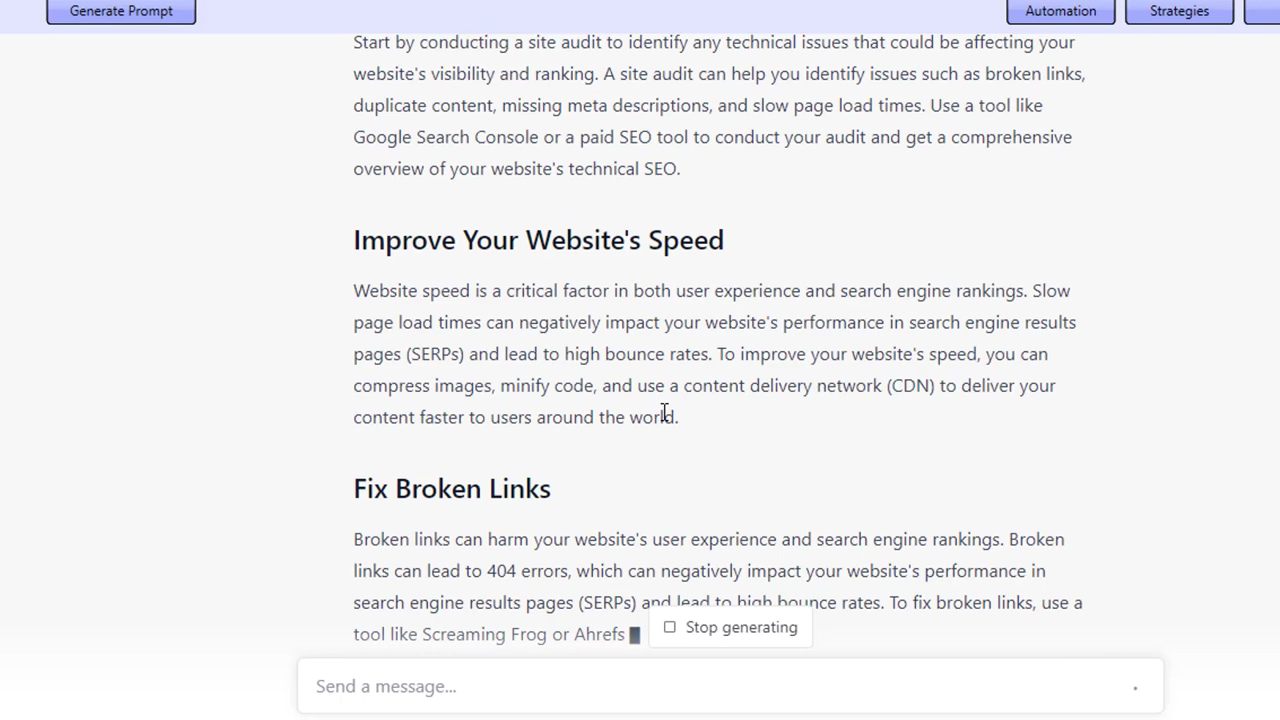 Generate Prompt
Automation
Strategies
Start by conducting a site audit to identify any technical issues that could be affecting your
website's visibility and ranking. A site audit can help you identify issues such as broken links,
duplicate content, missing meta descriptions, and slow page load times. Use a tool like
Google Search Console or a paid SEO tool to conduct your audit and get a comprehensive
overview of your website's technical SEO.
Improve Your Website's Speed
Website speed is a critical factor in both user experience and search engine rankings. Slow
page load times can negatively impact your website's performance in search engine results
pages (SERPs) and lead to high bounce rates. To improve your website's speed, you can
compress images, minify code, and use a content delivery network (CDN) to deliver your
content faster to users around the world.
Fix Broken Links
Broken links can harm your website's user experience and search engine rankings. Broken
links can lead to 404 errors, which can negatively impact your website's performance in
search engine results pages (SERPs) and lead to high bounce rates. To fix broken links, use a
tool like Screaming Frog or Ahrefs
Stop generating
Send a message...